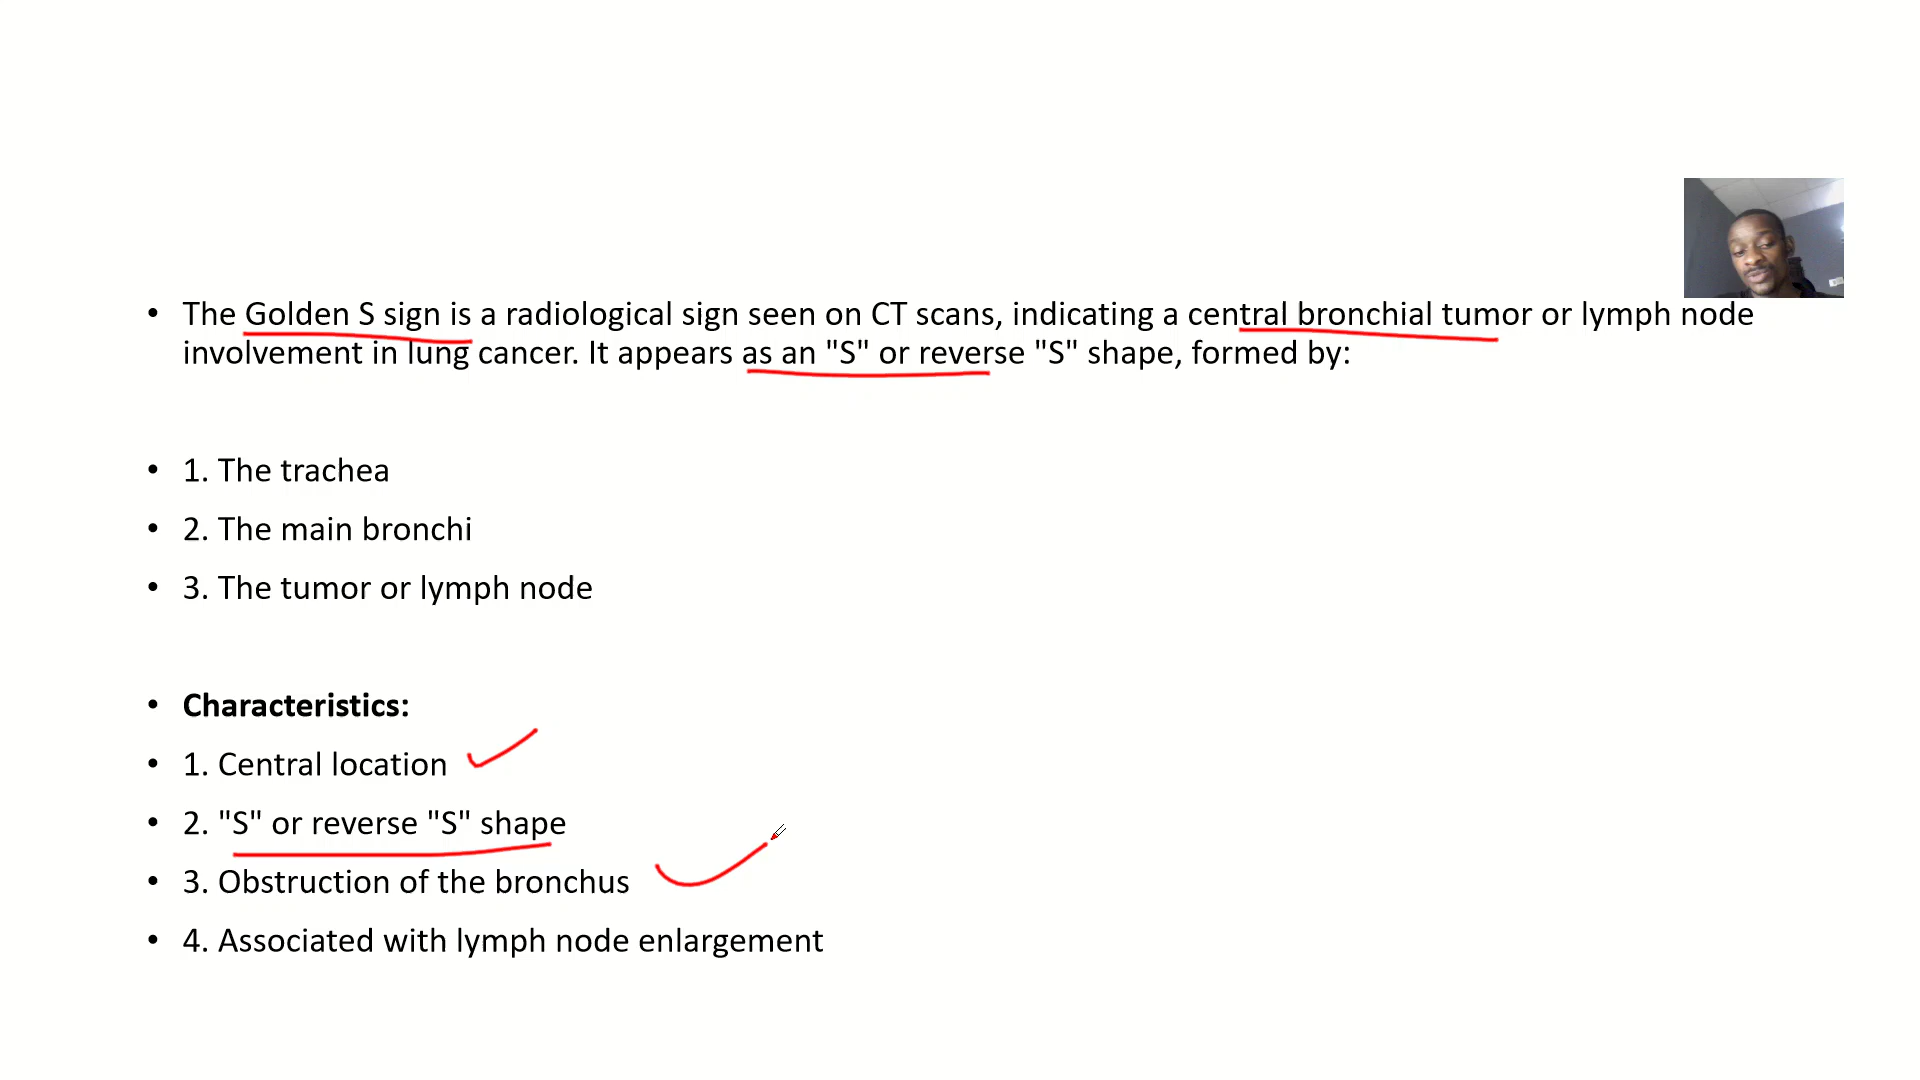 • The Golden S sign is a radiological sign seen on CT scans, indicating a central bronchial tumor or lymph node
involvement in lung cancer. It appears as an "S" or reverse "S" shape, formed by:
• 1. The trachea
• 2. The main bronchi
• 3. The tumor or lymph node
• Characteristics:
• 1. Central location
• 2. "S" or reverse "S" shape
• 3. Obstruction of the bronchus
• 4. Associated with lymph node enlargement